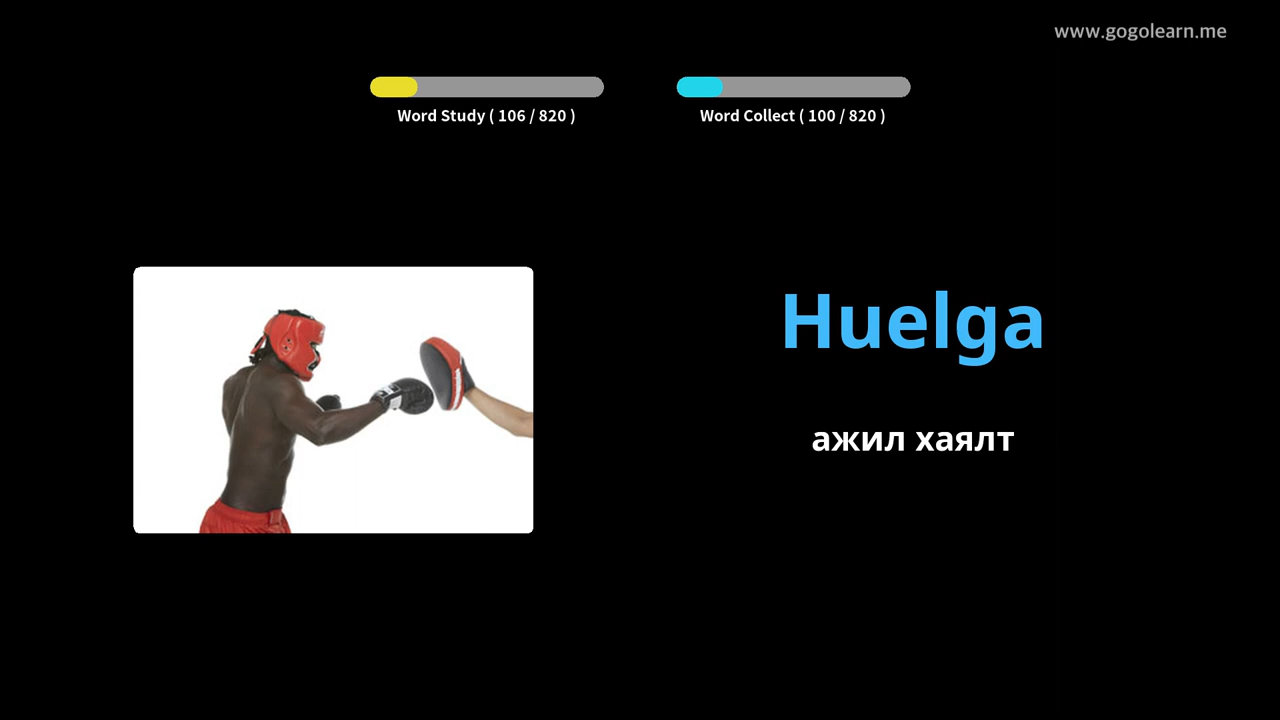 www.gogolearn.me
Word Study ( 106 / 820 )
Word Collect ( 100 / 820 )
Huelga
ажил хаялт